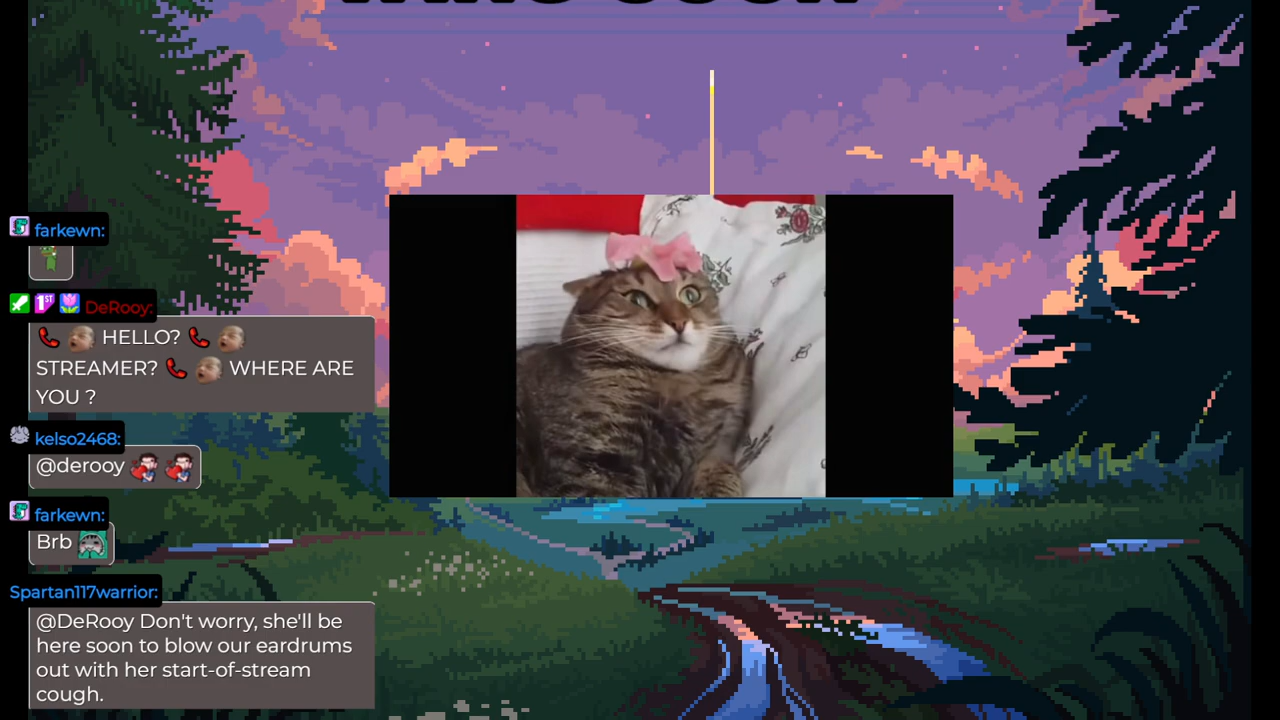 farkewn:
DeRooy:
HELLO?
STREAMER? WHERE ARE
YOU ?
kelso2468:
@derooy
farkewn:
Brb
Spartan117warrior:
@DeRooy Don't worry, she'll be
here soon to blow our eardrums
out with her start-of-stream
cough.